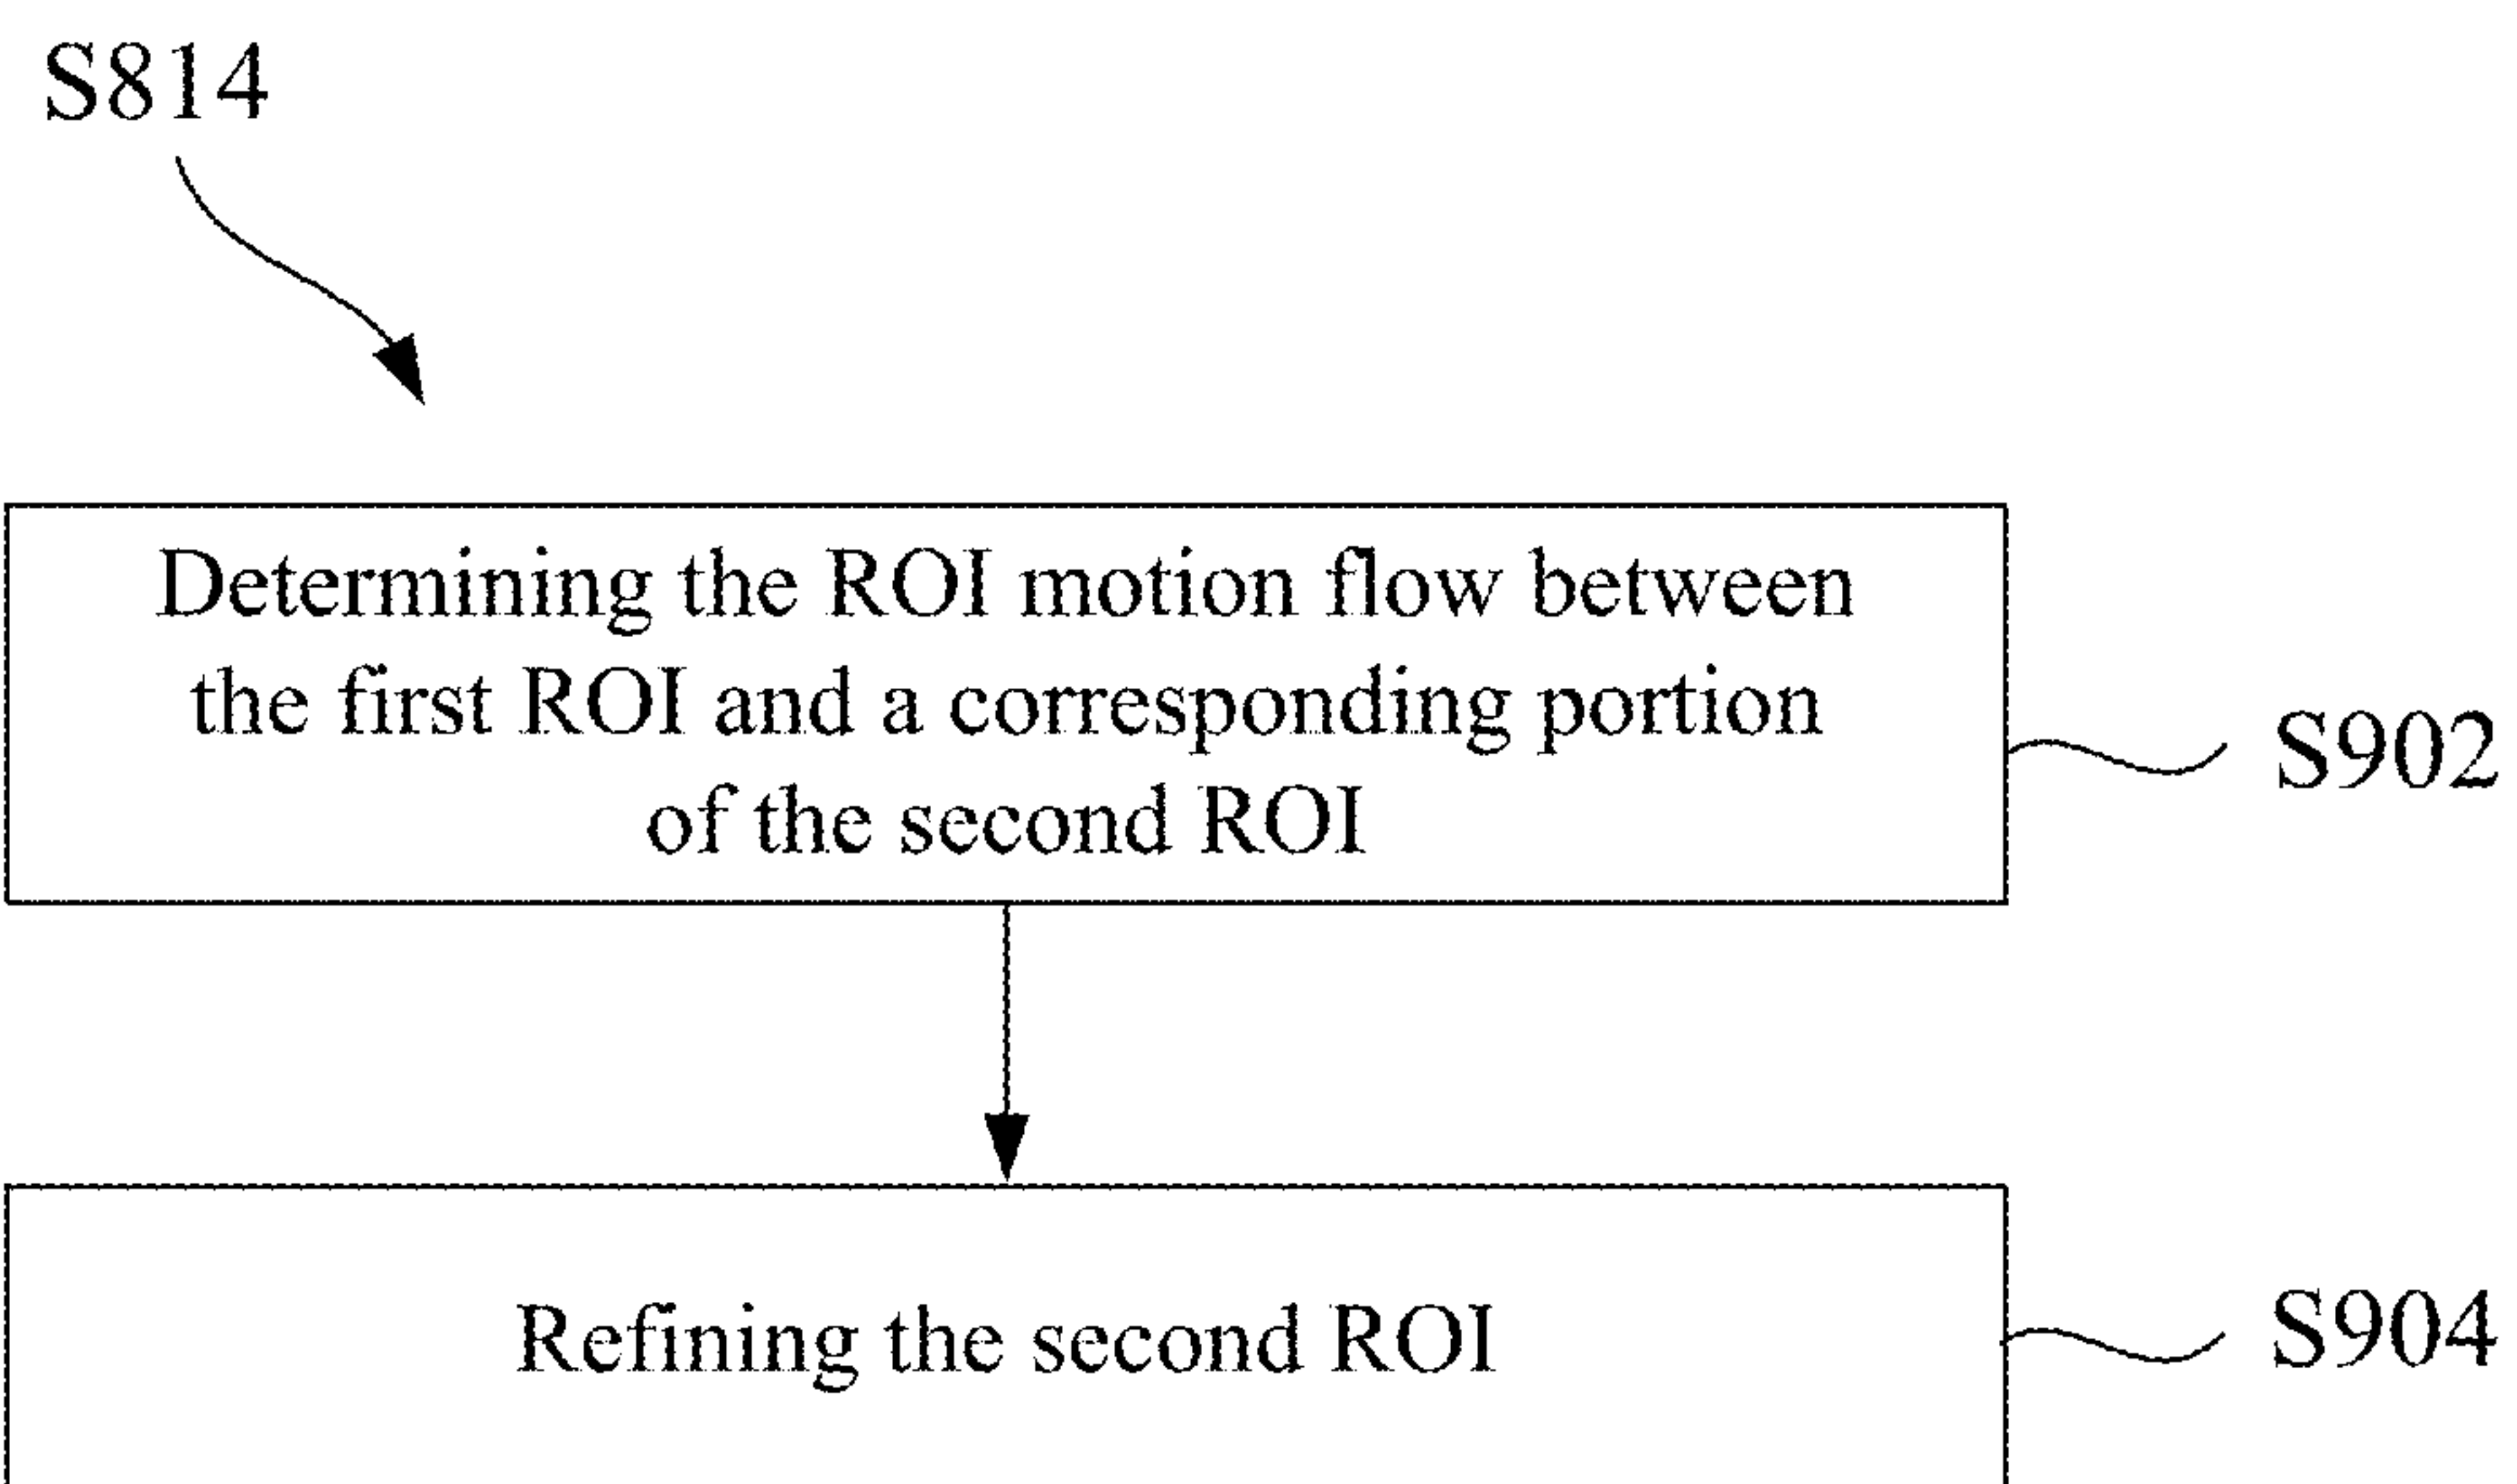 S814
Determining the ROI motion flow between
the first ROI and a corresponding portion
of the second ROI
S902
Refining the second ROI
S904